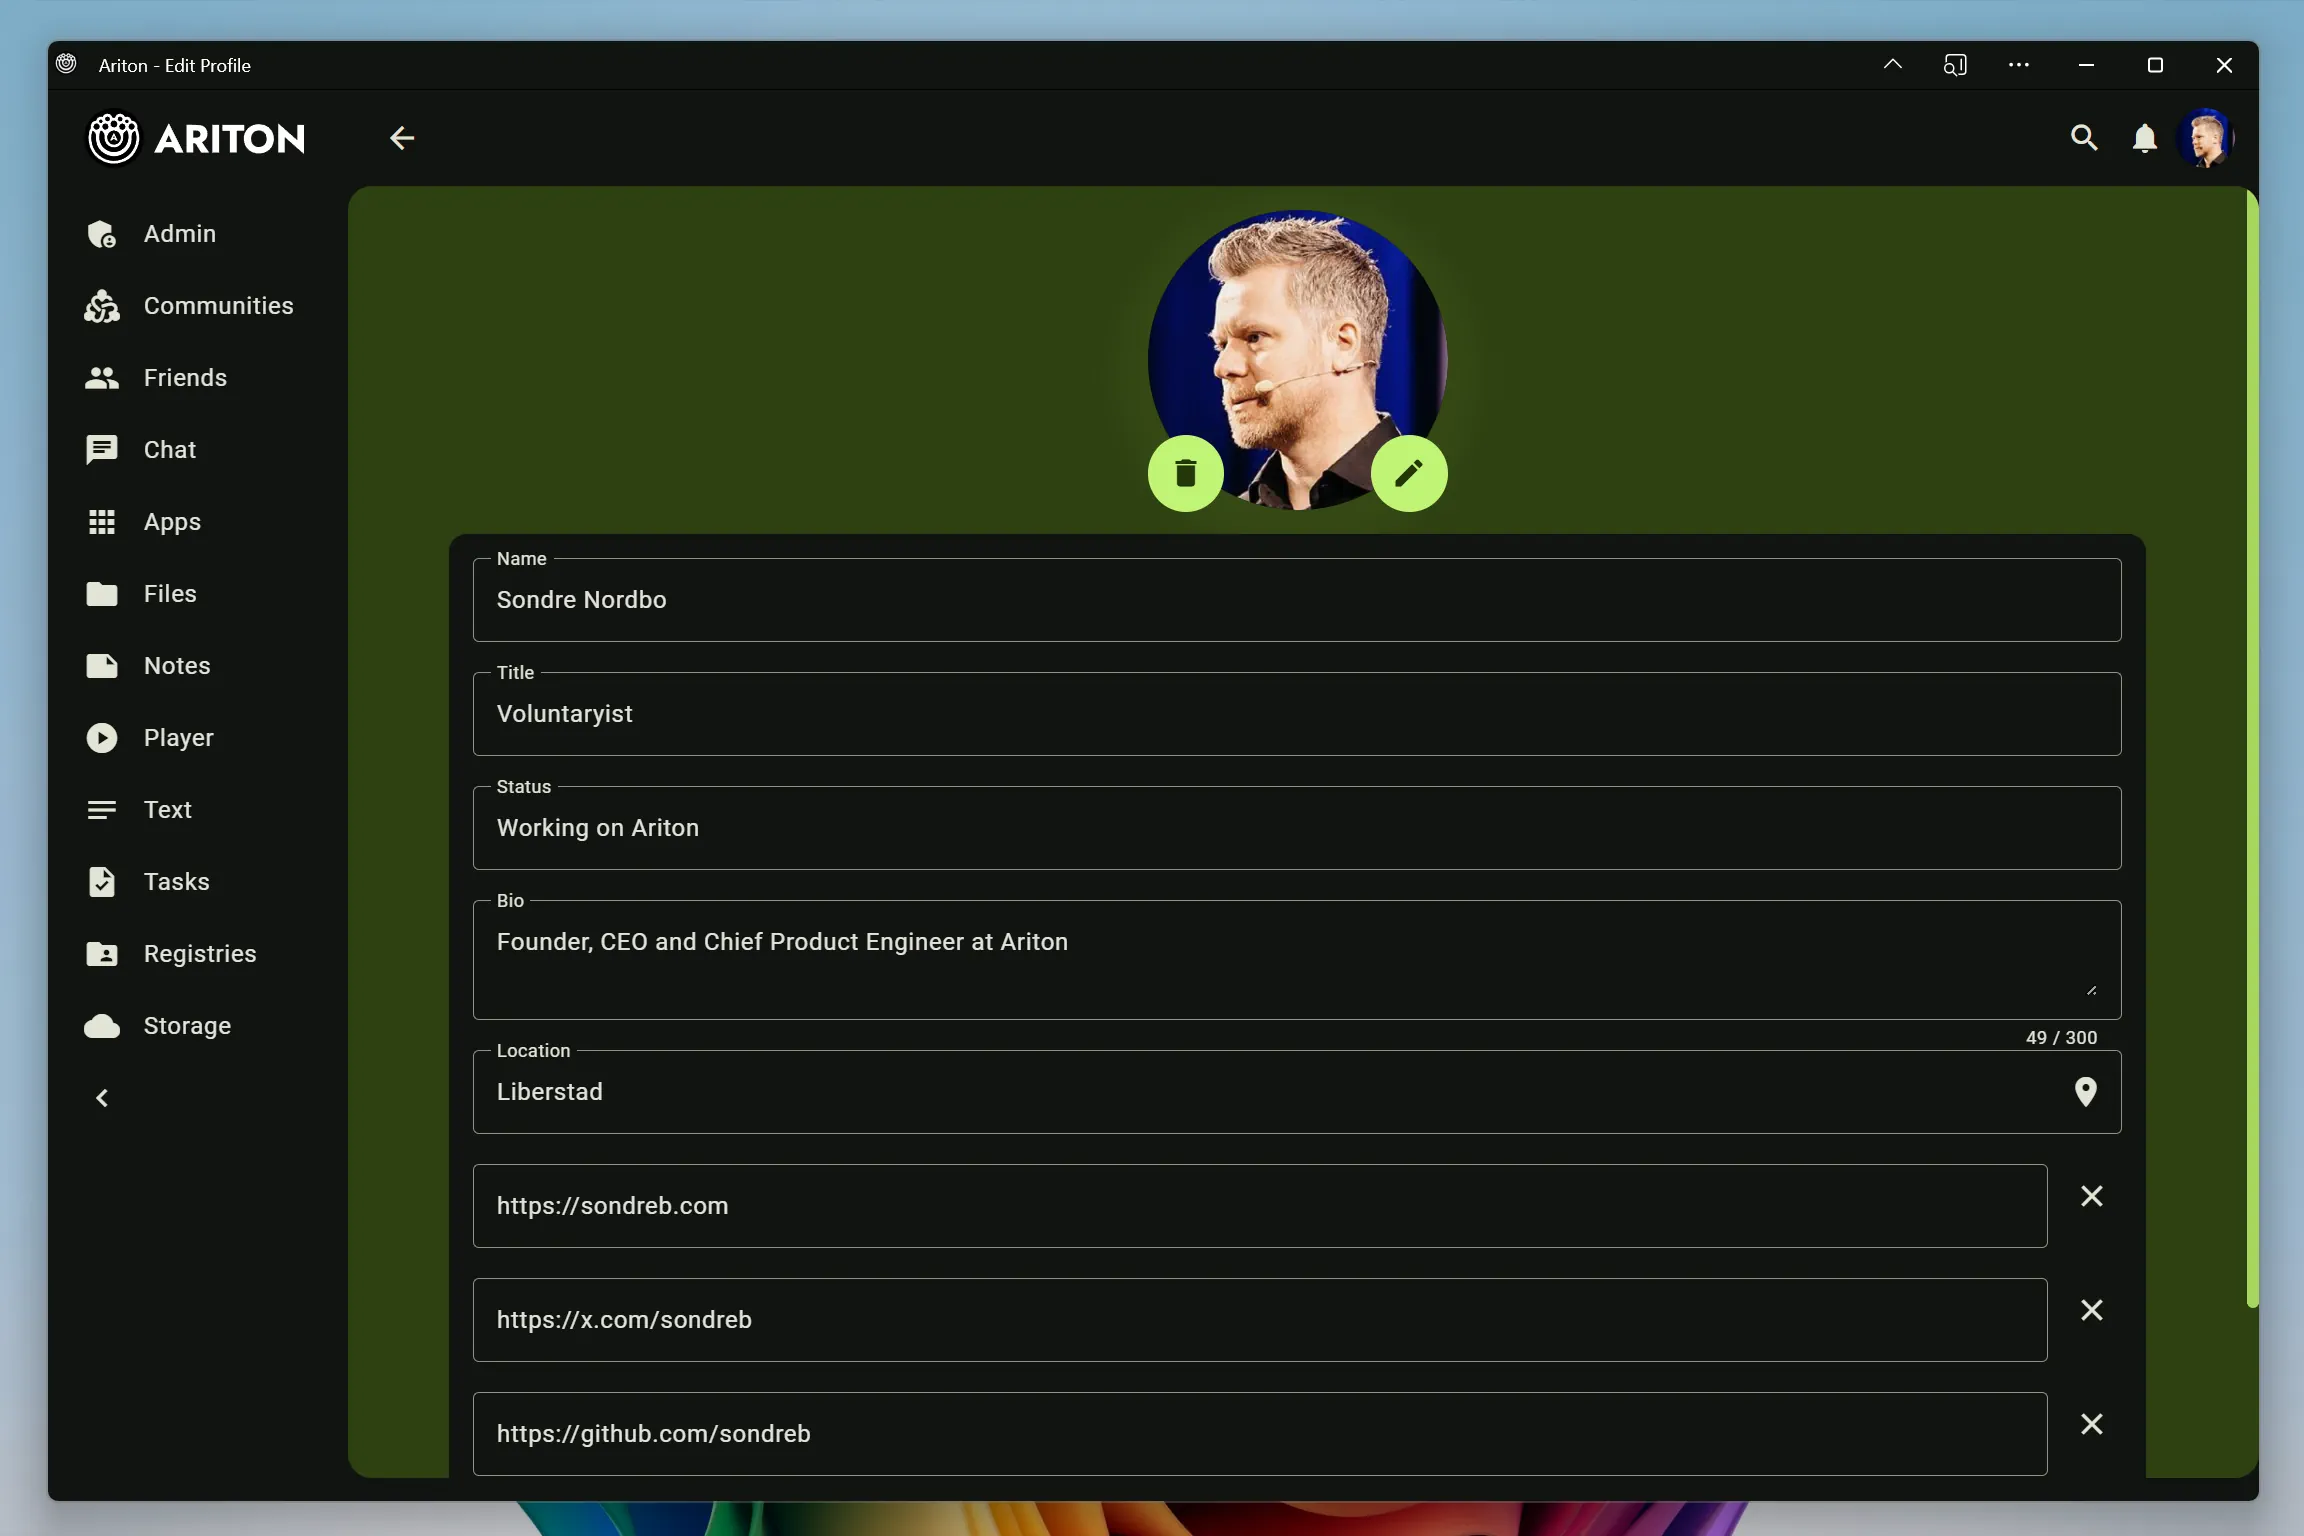 Ariton - Edit Profile
ARITON
Admin
Communities
Friends
Chat
Apps
Files
Notes
Player
Text
Tasks
Registries
Storage
Name
Sondre Nordbo
Title
Voluntaryist
Status
Working on Ariton
Bio
Founder, CEO and Chief Product Engineer at Ariton
49 / 300
Location
Liberstad
https://sondreb.com
https://x.com/sondreb
https://github.com/sondreb